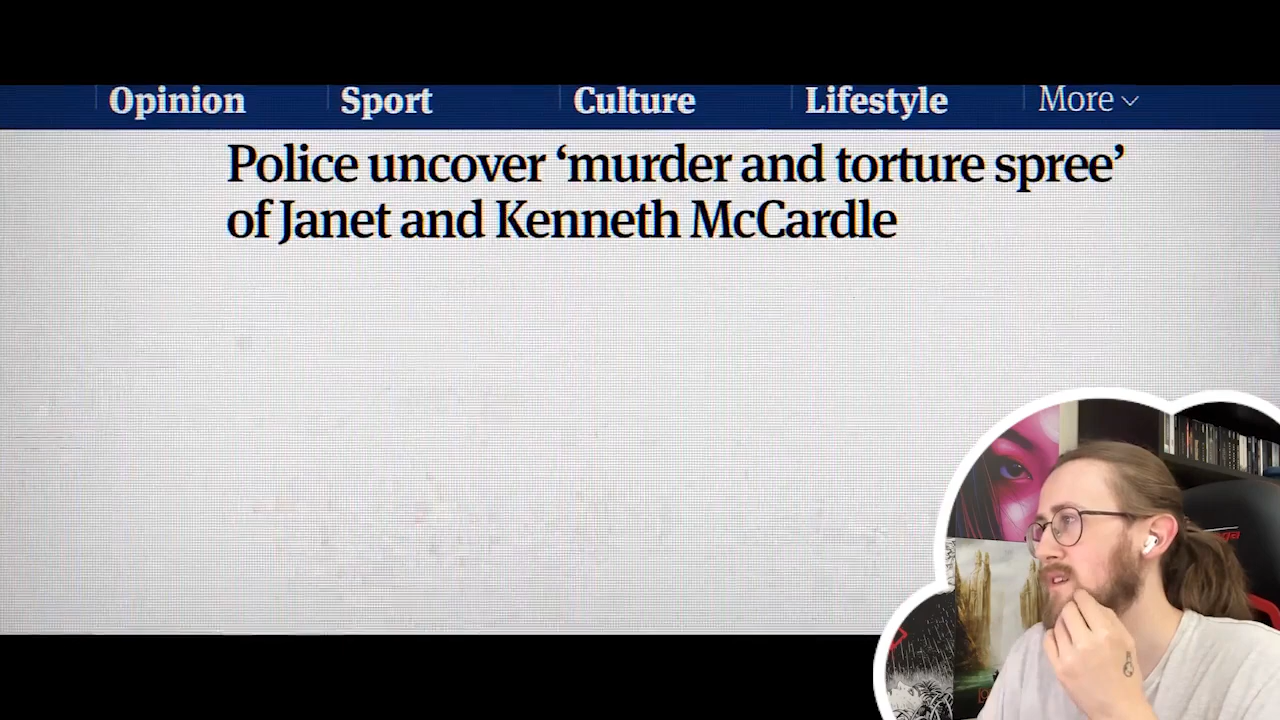 Opinion
Sport
Culture
Lifestyle
More
Police uncover ‘murder and torture spree’
of Janet and Kenneth McCardle